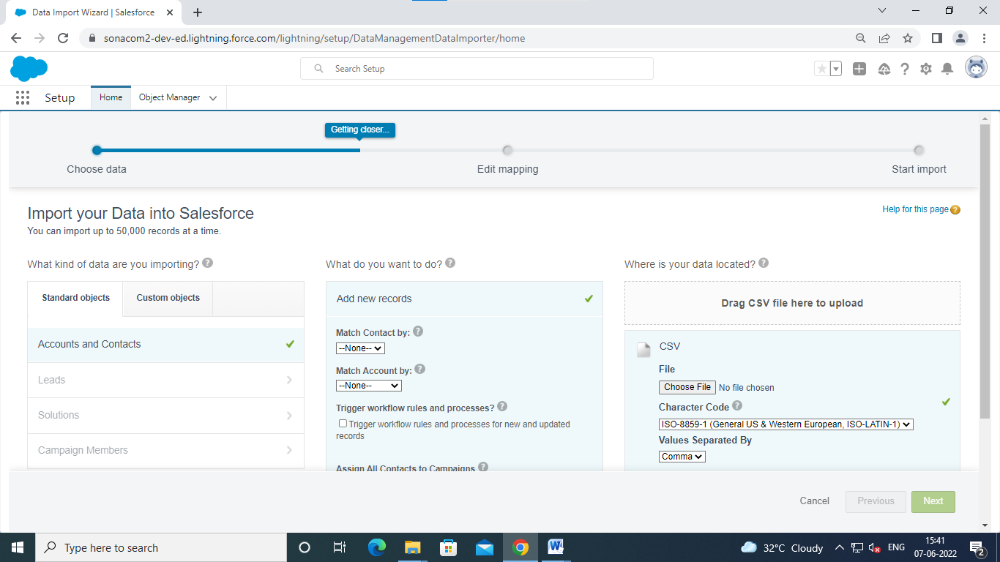 Data Import Wizard | Salesforce
sonacom2-dev-ed.lightning.force.com/lightning/setup/DataManagementDataImporter/home
Search Setup
Setup
Home
Object Manager
Getting closer...
Choose data
Edit mapping
Start import
Import your Data into Salesforce
Help for this page
You can import up to 50,000 records at a time.
What kind of data are you importing?
Standard objects
Custom objects
Accounts and Contacts
Leads
Solutions
Campaign Members
What do you want to do?
Add new records
Match Contact by:
--None--
Match Account by:
--None--
Trigger workflow rules and processes?
Trigger workflow rules and processes for new and updated
records
Assign All Contacts to Campaigns
Where is your data located?
Drag CSV file here to upload
CSV
File
Choose File No file chosen
Character Code
ISO-8859-1 (General US & Western European, ISO-LATIN-1)
Values Separated By
Comma
Cancel
Previous
Next
Type here to search
32°C Cloudy
ENG
15:41
07-06-2022
2